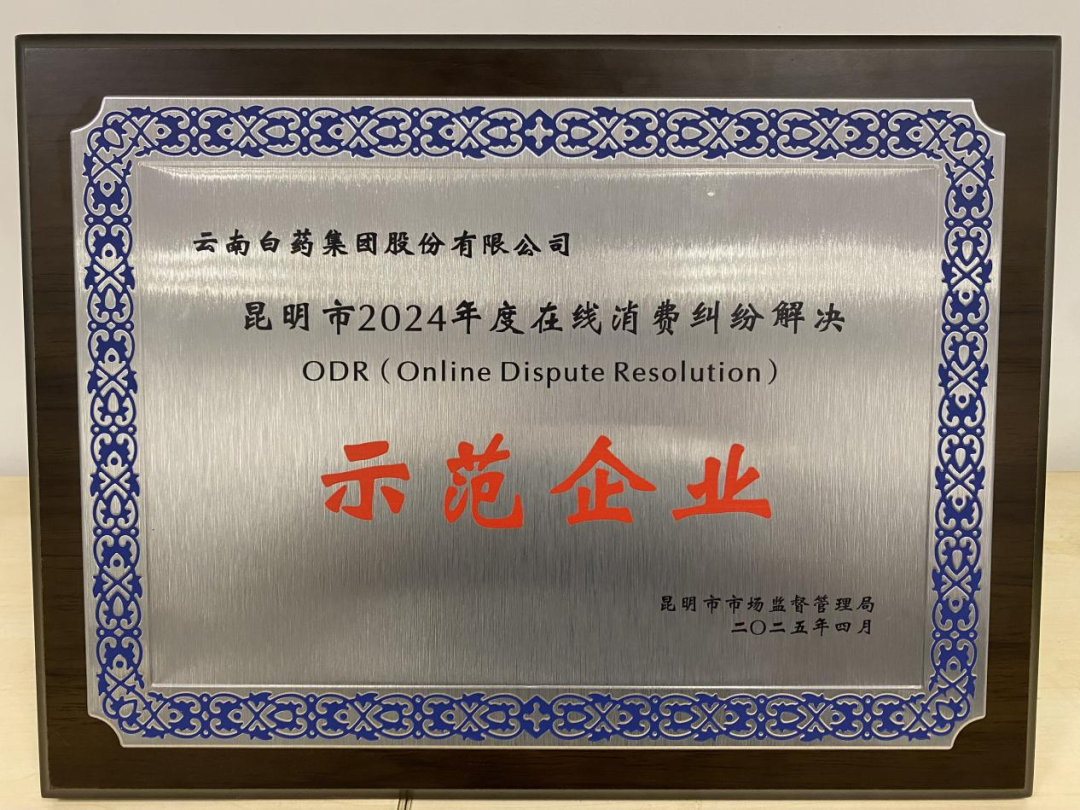 云南白药集团股份有限公司
昆明市2024年度在线消费纠纷解决
ODR（Online Dispute Resolution）
示范企业
昆明市市场监督管理局
二〇二五年四月